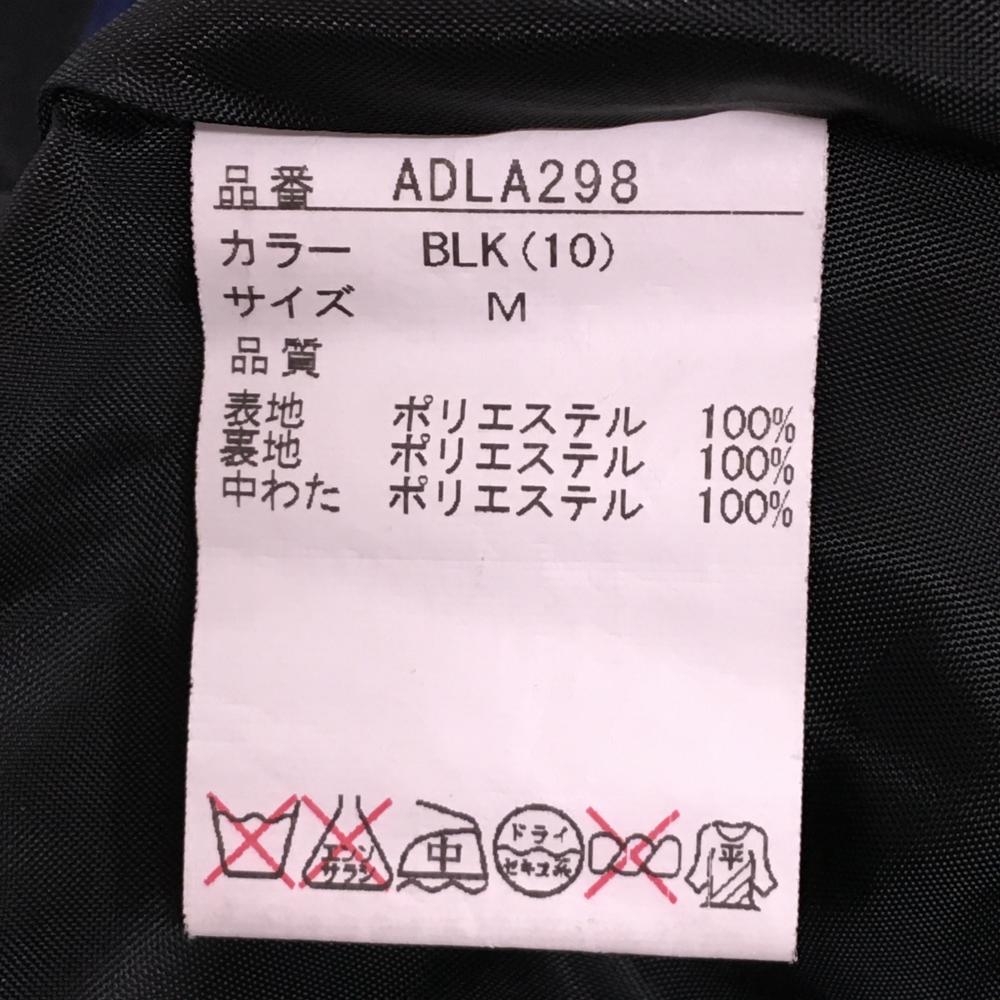 品番 ADLA298
カラー BLK(10)
サイズ M
品質
表地 ポリエステル 100%
裏地 ポリエステル 100%
中わた ポリエステル 100%
エンソ
サラシ
中
ドライ
セキユ系
平